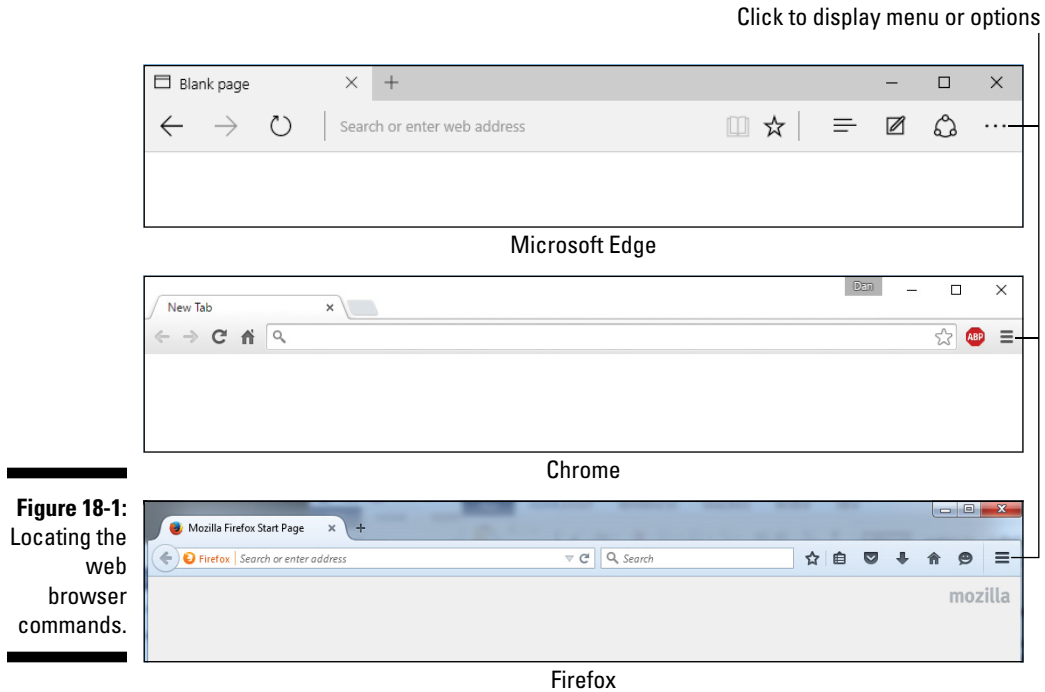 Click to display menu or options
Blank page
Search or enter web address
Microsoft Edge
Dan
New Tab
ABP
Chrome
Figure 18-1:
Locating the
web
browser
commands.
Mozilla Firefox Start Page
Firefox Search or enter address
Search
mozilla
Firefox